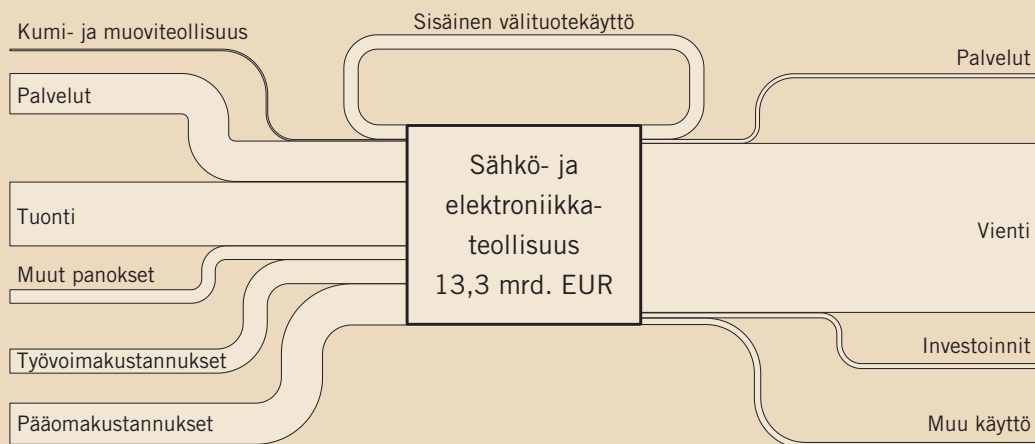 Sisäinen välituotekäyttö
Kumi- ja muoviteollisuus
Palvelut
Tuonti
Muut panokset
Työvoimakustannukset
Pääomakustannukset
Sähkö- ja
elektroniikka-
teollisuus
13,3 mrd. EUR
Palvelut
Vienti
Investoinnit
Muu käyttö